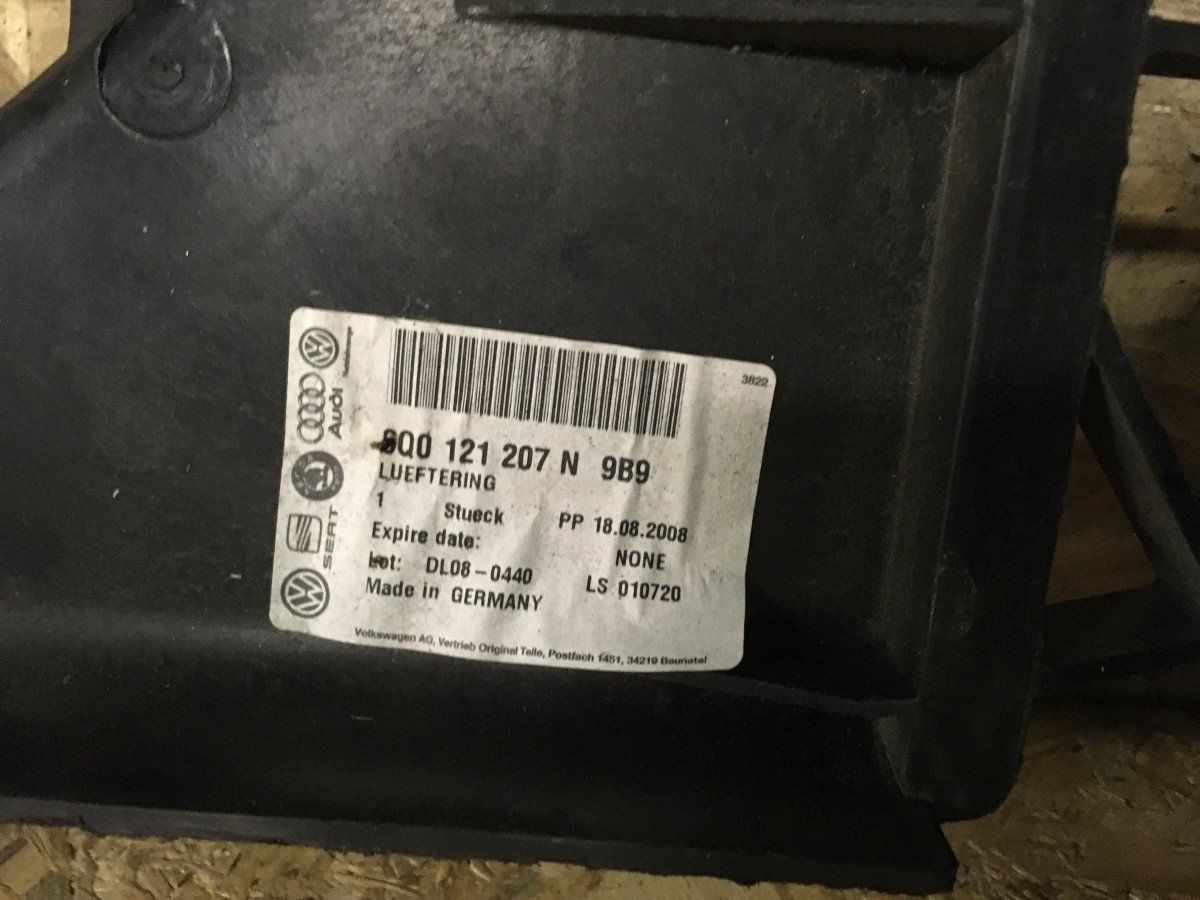 3822
6Q0 121 207 N 9B9
LUEFTERING
1 Stueck PP 18.08.2008
Expire date: NONE
Lot: DL08-0440 LS 010720
Made in GERMANY
Volkswagen AG, Vertrieb Original Teile, Postfach 1451, 34219 Baunatal
Audi
SEAT